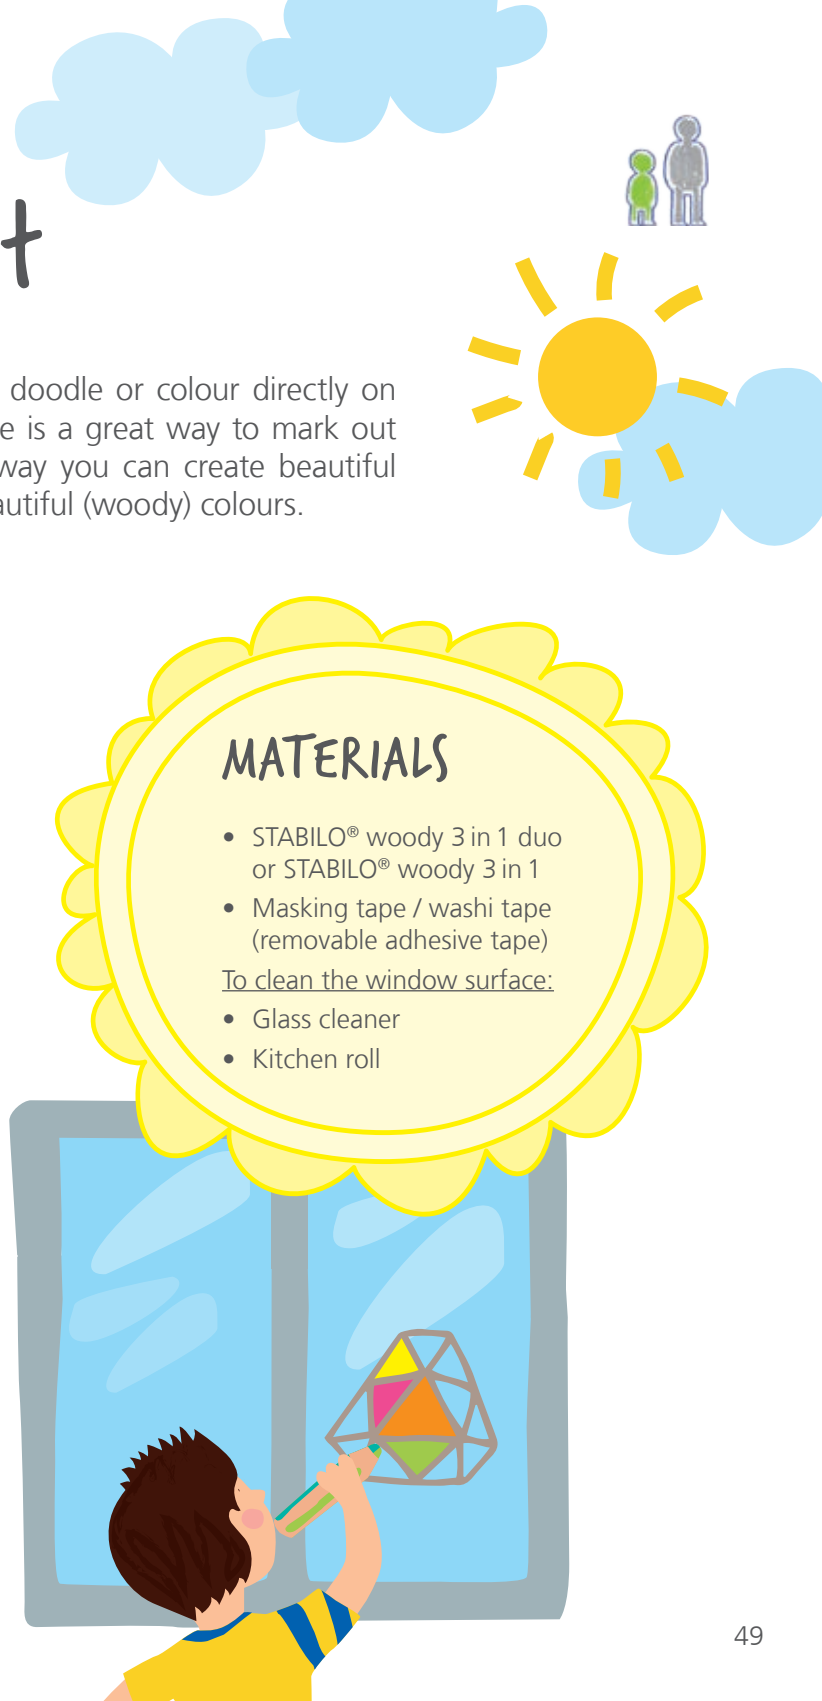 t
doodle or colour directly on
e is a great way to mark out
way you can create beautiful
autiful (woody) colours.
MATERIALS
• STABILO® woody 3 in 1 duo
or STABILO® woody 3 in 1
• Masking tape / washi tape
(removable adhesive tape)
To clean the window surface:
• Glass cleaner
• Kitchen roll
49